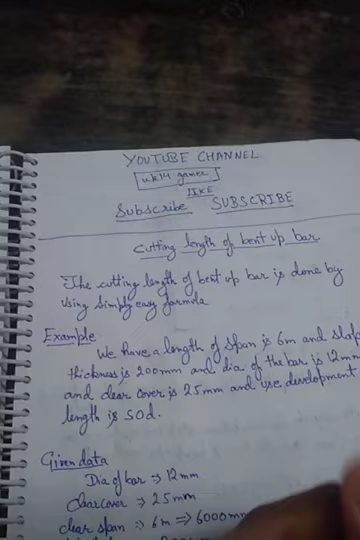 YOUTUBE CHANNEL
uk14 gamer
LIKE
Subscribe SUBSCRIBE
Cutting length of bent up bar
The cutting length of bent up bar is done by
using simply easy formula
Example
We have a length of span is 6m and slab
thickness is 200mm and dia of the bar is 12mm
and clear cover is 25mm and use development
length is 50d.
Given data
Dia of bar ⇒ 12mm
Clear cover ⇒ 25mm
clear span ⇒ 6m ⇒ 6000mm